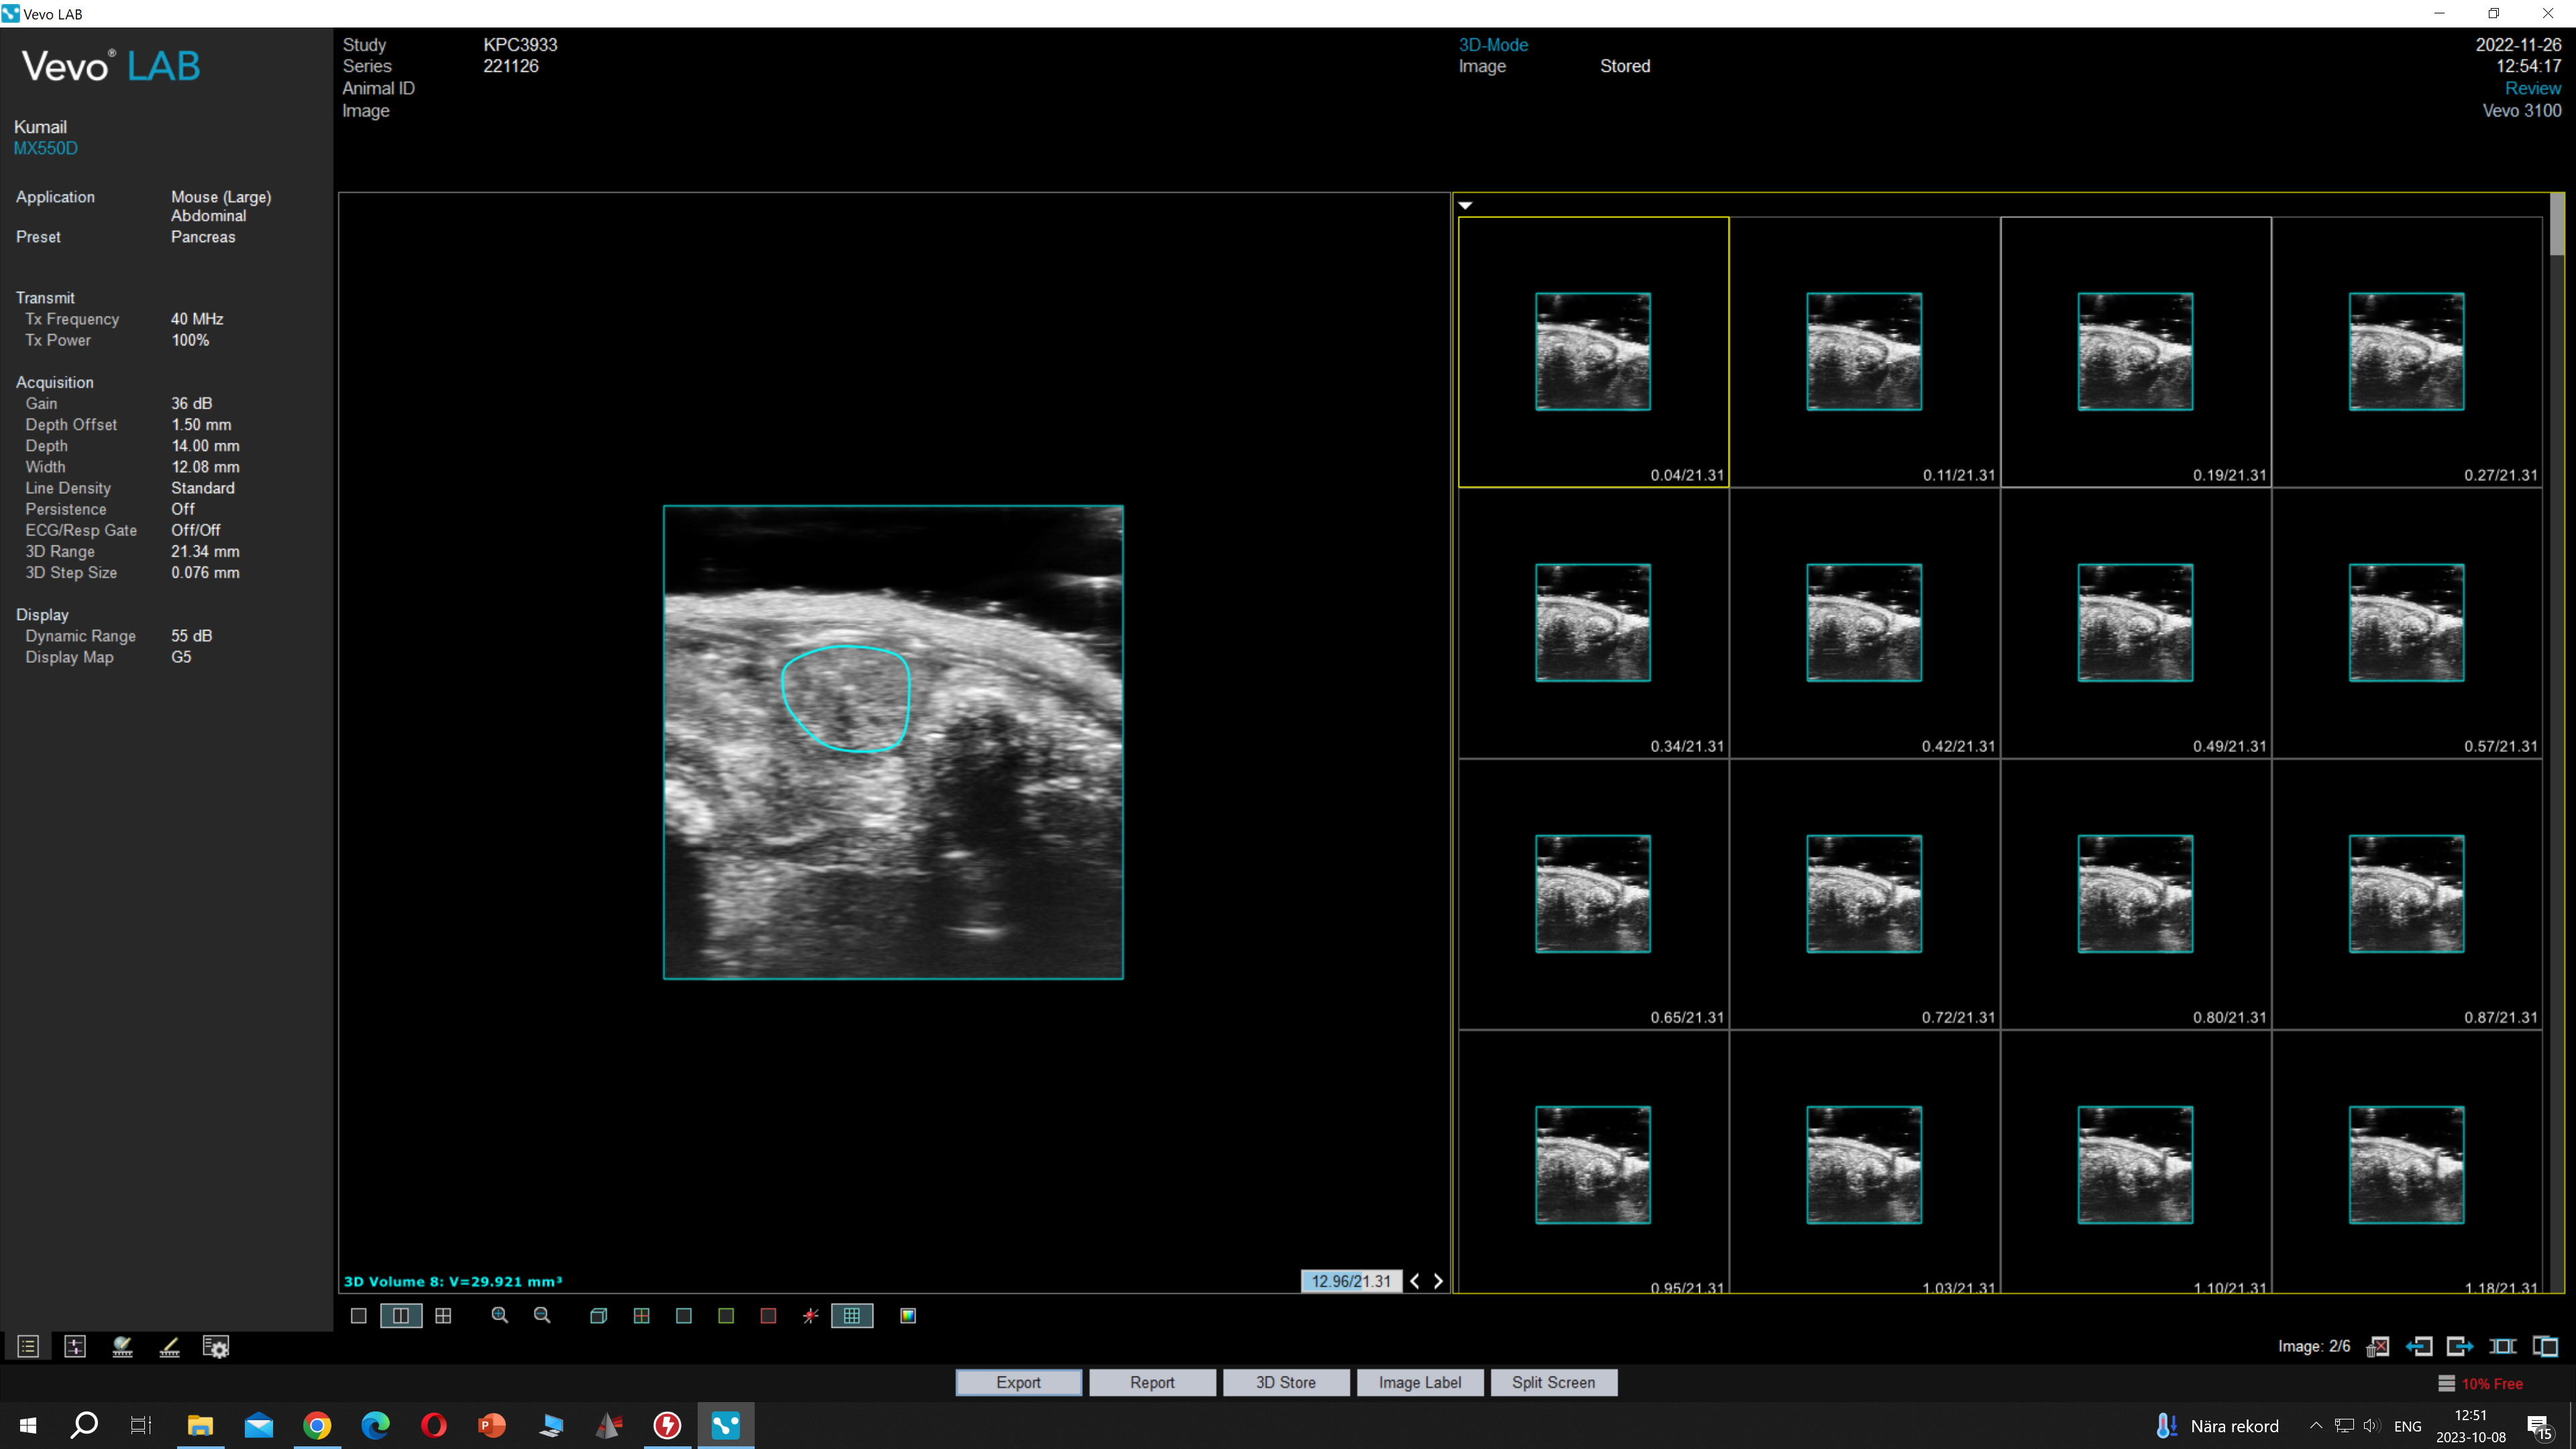 Vevo LAB
Vevo® LAB
Kumail
MX550D
Application Mouse (Large)
Abdominal
Preset Pancreas
Transmit
Tx Frequency 40 MHz
Tx Power 100%
Acquisition
Gain 36 dB
Depth Offset 1.50 mm
Depth 14.00 mm
Width 12.08 mm
Line Density Standard
Persistence Off
ECG/Resp Gate Off/Off
3D Range 21.34 mm
3D Step Size 0.076 mm
Display
Dynamic Range 55 dB
Display Map G5
Study KPC3933
Series 221126
Animal ID
Image
3D-Mode
Image Stored
2022-11-26
12:54:17
Review
Vevo 3100
3D Volume 8: V=29.921 mm³
12.96/21.31
0.04/21.31 0.11/21.31 0.19/21.31 0.27/21.31
0.34/21.31 0.42/21.31 0.49/21.31 0.57/21.31
0.65/21.31 0.72/21.31 0.80/21.31 0.87/21.31
0.95/21.31 1.03/21.31 1.10/21.31 1.18/21.31
Image: 2/6
Export Report 3D Store Image Label Split Screen
10% Free
P
Nära rekord
ENG
12:51
2023-10-08
15